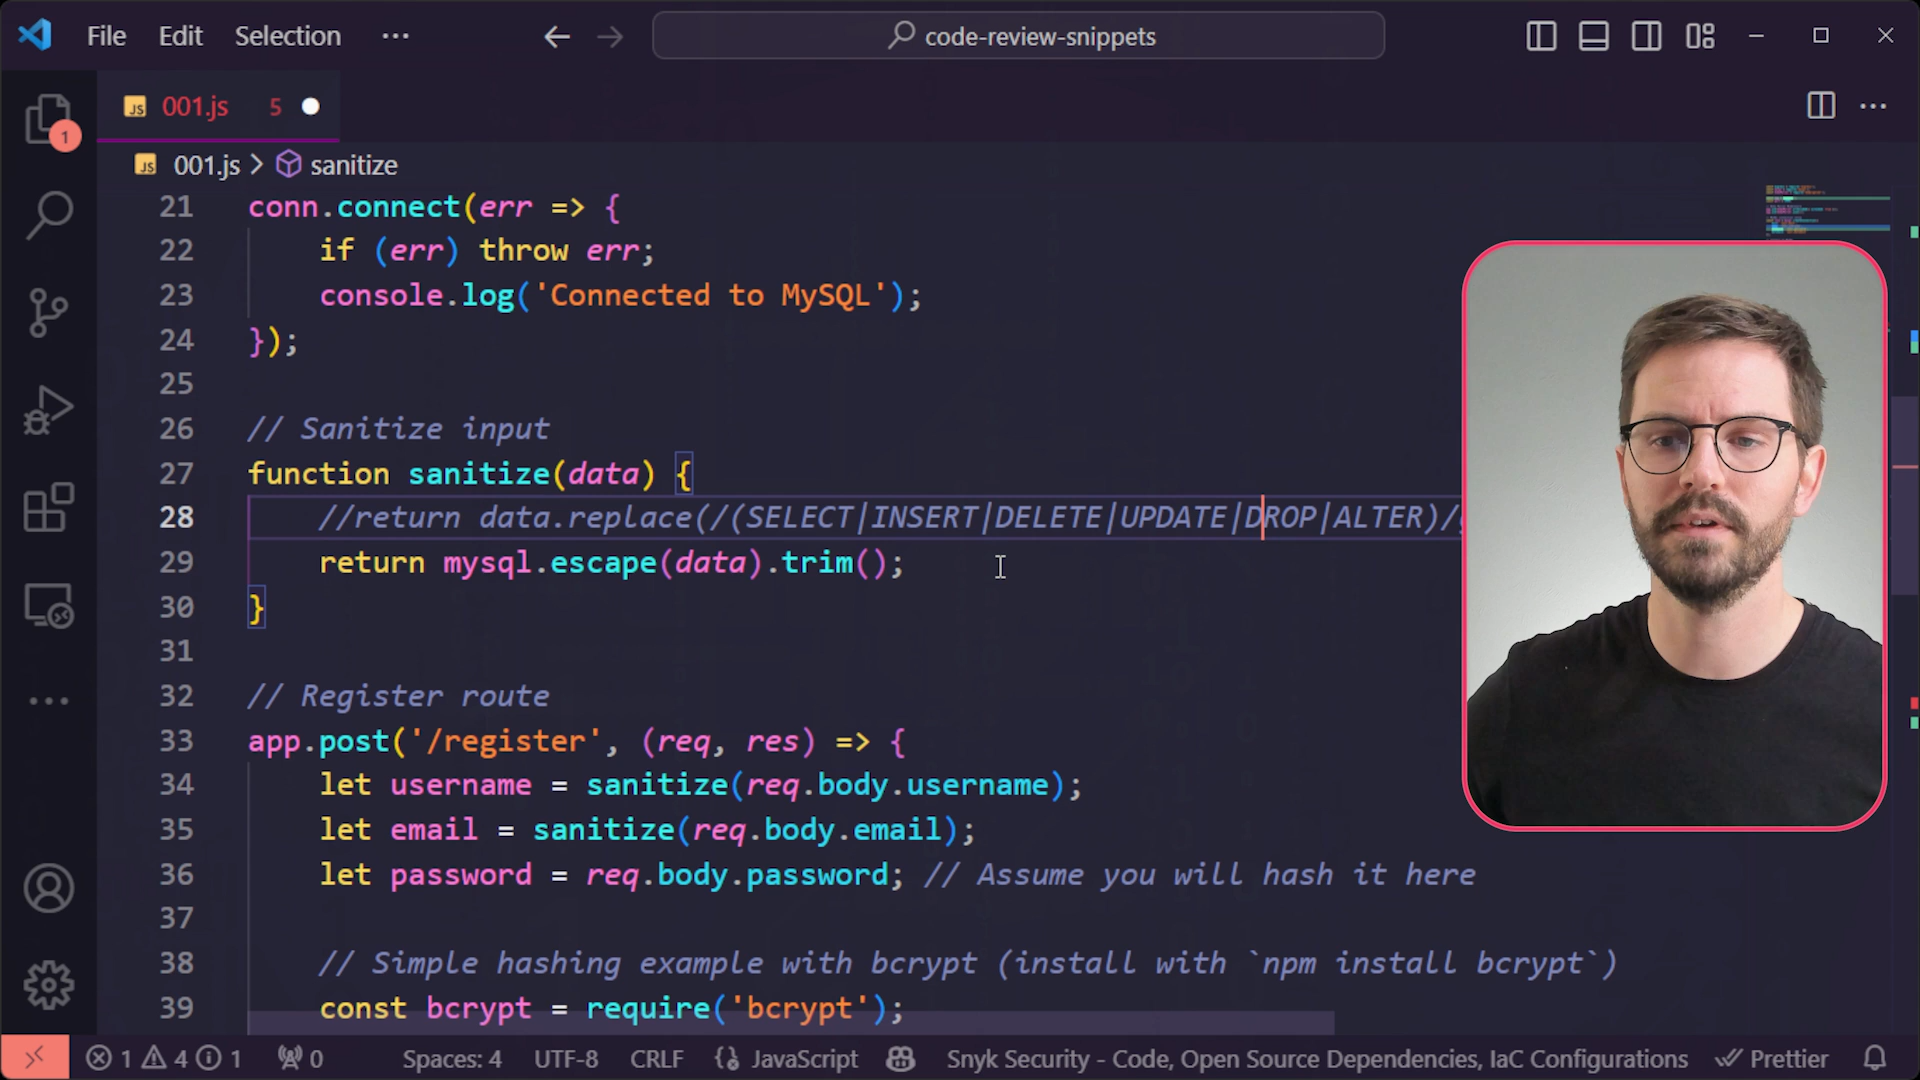 File Edit Selection ··· code-review-snippets
1
JS 001.js 5
JS 001.js > sanitize
21 conn.connect(err => {
22 if (err) throw err;
23 console.log('Connected to MySQL');
24 });
25
26 // Sanitize input
27 function sanitize(data) {
28 //return data.replace(/(SELECT|INSERT|DELETE|UPDATE|DROP|ALTER)/
29 return mysql.escape(data).trim();
30 }
31
32 // Register route
33 app.post('/register', (req, res) => {
34 let username = sanitize(req.body.username);
35 let email = sanitize(req.body.email);
36 let password = req.body.password; // Assume you will hash it here
37
38 // Simple hashing example with bcrypt (install with `npm install bcrypt`)
39 const bcrypt = require('bcrypt');
1 4 1 0 Spaces: 4 UTF-8 CRLF {} JavaScript Snyk Security - Code, Open Source Dependencies, IaC Configurations Prettier